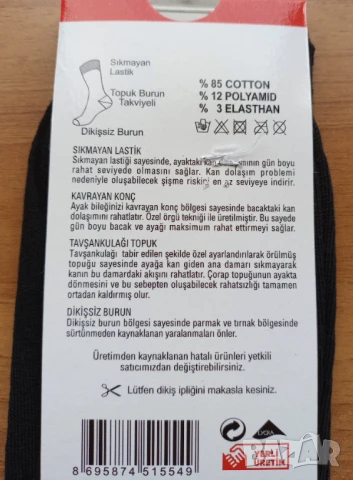 Sıkmayan
Lastik
Topuk Burun
Takviyeli
Dikişsiz Burun
% 85 COTTON
% 12 POLYAMID
% 3 ELASTHAN
SIKMAYAN LASTİK
Sıkmayan lastiği sayesinde, ayaktaki kan gün boyu
rahat seviyede olmasını sağlar. Kan dolaşım problemi
nedeniyle oluşabilecek şişme riskini en az seviyeye indirir.
KAVRAYAN KONÇ
Ayak bileğinizi kavrayan konç bölgesi sayesinde bacaktaki kan
dolaşımını rahatlatır. Özel örgü tekniği ile üretilmiştir. Bu sayede
gün boyu bacak ve ayağı maksimum rahat ettirmeyi sağlar.
TAVŞANKULAĞI TOPUK
Tavşankulağı tabir edilen şekilde özel ayarlandırılarak örülmüş
topuğu sayesinde ayağa kan giden ana damarı sıkmayarak
kanın bu damardaki akışını rahatlatır. Çorap topuğunun ayakta
dönmesini ve bu sebepten oluşabilecek rahatsızlığı tamamen
ortadan kaldırmış olur.
DİKİŞSİZ BURUN
Dikişsiz burun bölgesi sayesinde parmak ve tırnak bölgesinde
sürtünmeden kaynaklanan yaralanmaları önler.
Üretimden kaynaklanan hatalı ürünleri yetkili
satıcımızdan değiştirebilirsiniz.
Lütfen dikiş ipliğini makasla kesiniz.
8 695874 515549
LYCRA
YERLİ
ÜRETİM
BAZAR